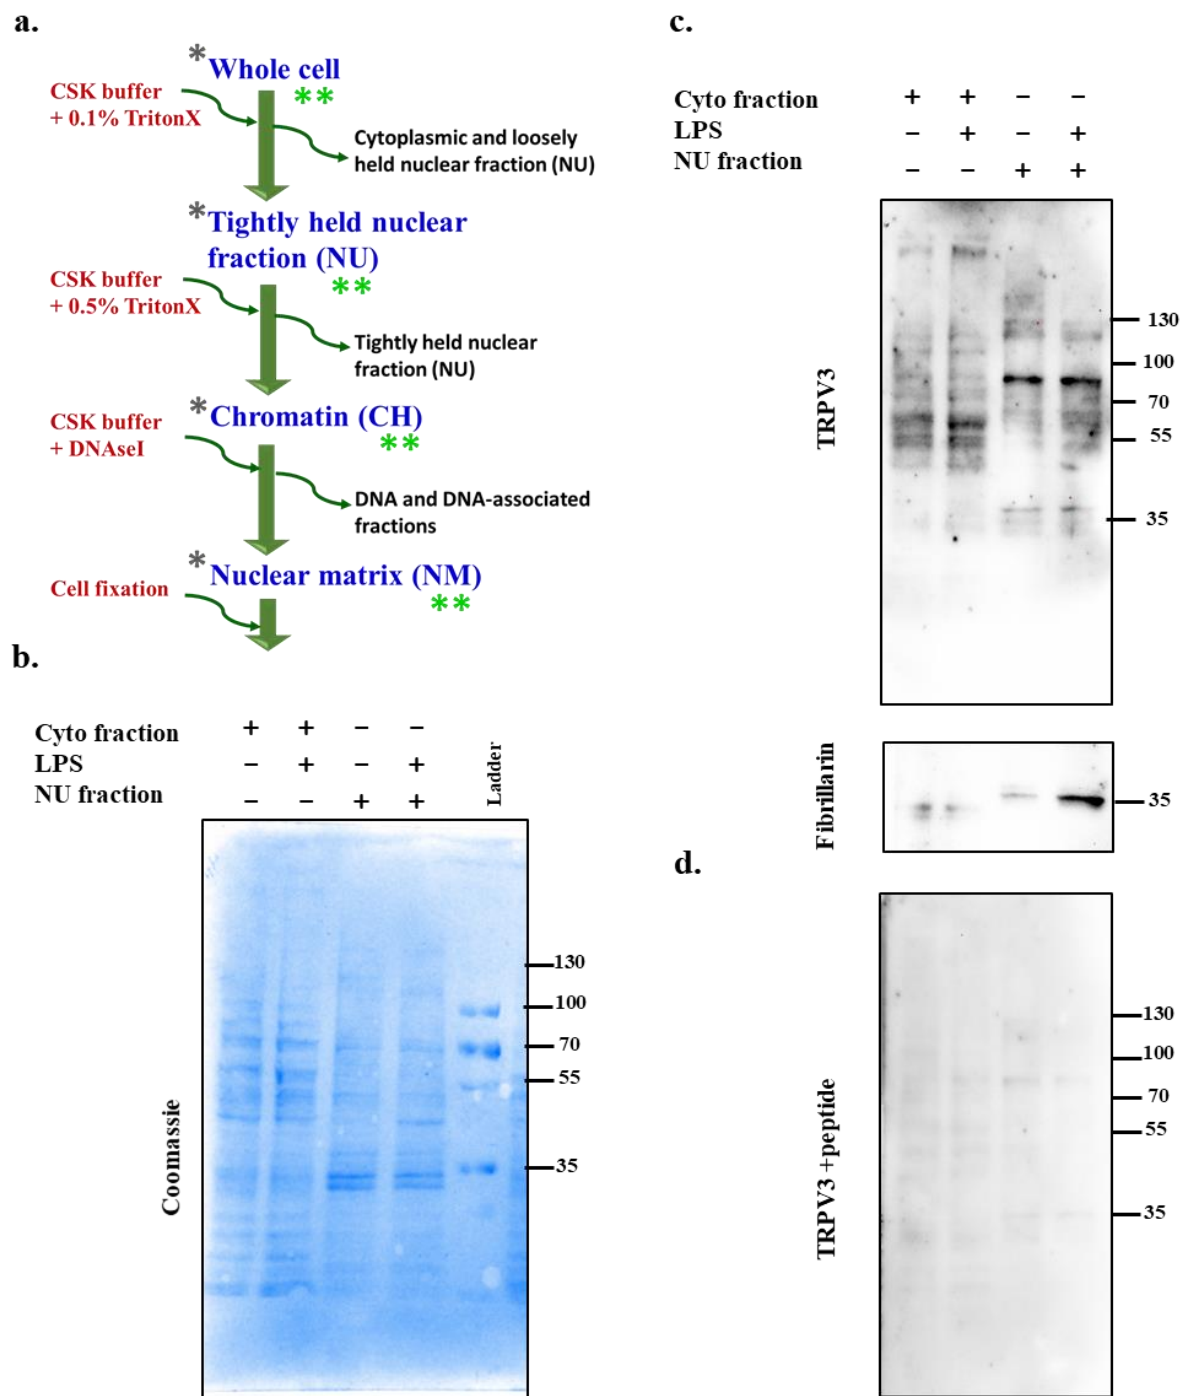 a.
*Whole cell
**
CSK buffer
+ 0.1% TritonX
Cytoplasmic and loosely
held nuclear fraction (NU)
*Tightly held nuclear
fraction (NU)
**
CSK buffer
+ 0.5% TritonX
Tightly held nuclear
fraction (NU)
*Chromatin (CH)
**
CSK buffer
+ DNAseI
DNA and DNA-associated
fractions
*Nuclear matrix (NM)
**
Cell fixation
b.
Cyto fraction + + – –
LPS – + – +
NU fraction – – + +
Ladder
Coomassie
130
100
70
55
35
c.
Cyto fraction + + – –
LPS – + – +
NU fraction – – + +
TRPV3
130
100
70
55
35
Fibrillarin
35
d.
TRPV3 +peptide
130
100
70
55
35